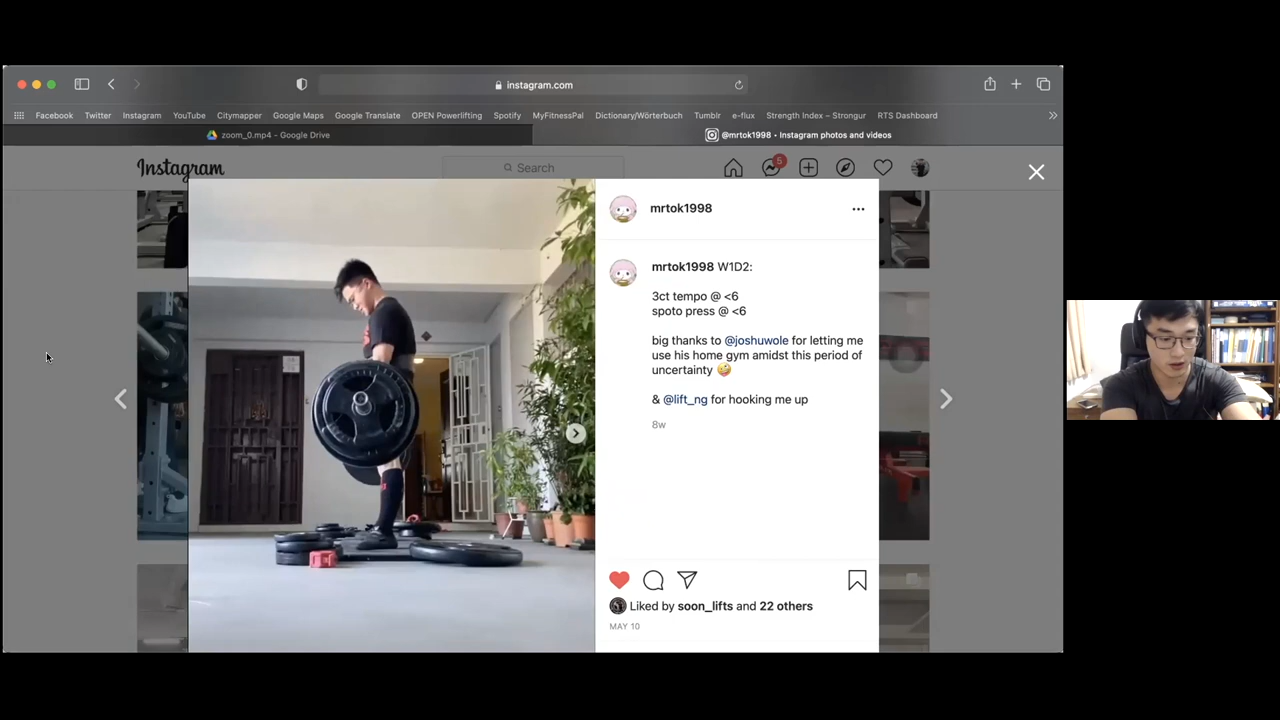 instagram.com
Facebook Twitter Instagram YouTube Citymapper Google Maps Google Translate OPEN Powerlifting Spotify MyFitnessPal Dictionary/Wörterbuch Tumblr e-flux Strength Index – Strongur RTS Dashboard
zoom_0.mp4 - Google Drive
@mrtok1998 • Instagram photos and videos
Instagram
Search
5
mrtok1998
mrtok1998 W1D2:
3ct tempo @ <6
spoto press @ <6
big thanks to @joshuwole for letting me
use his home gym amidst this period of
uncertainty 🤪
& @lift_ng for hooking me up
8w
Liked by soon_lifts and 22 others
MAY 10